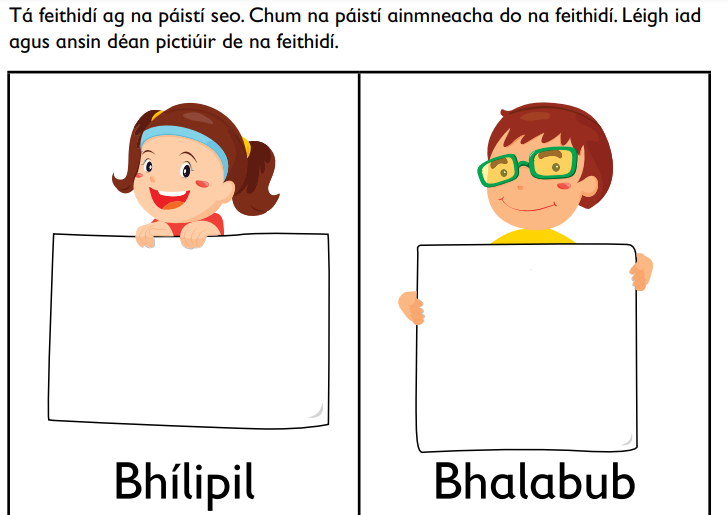 Tá feithidí ag na páistí seo. Chum na páistí ainmneacha do na feithidí. Léigh iad
agus ansin déan pictiúir de na feithidí.
Bhílipil
Bhalabub